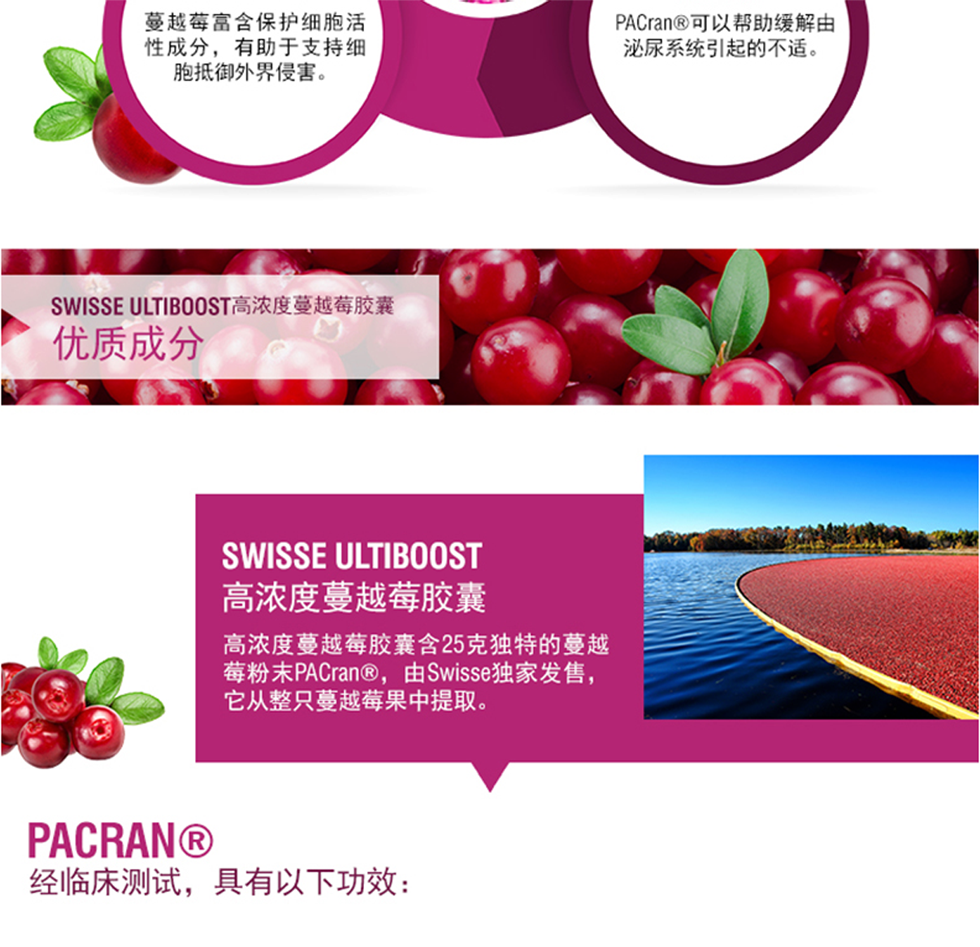 蔓越莓富含保护细胞活
性成分，有助于支持细
胞抵御外界侵害。
PACran®可以帮助缓解由
泌尿系统引起的不适。
SWISSE ULTIBOOST高浓度蔓越莓胶囊
优质成分
SWISSE ULTIBOOST
高浓度蔓越莓胶囊
高浓度蔓越莓胶囊含25克独特的蔓越
莓粉末PACran®，由Swisse独家发售，
它从整只蔓越莓果中提取。
PACRAN®
经临床测试，具有以下功效：